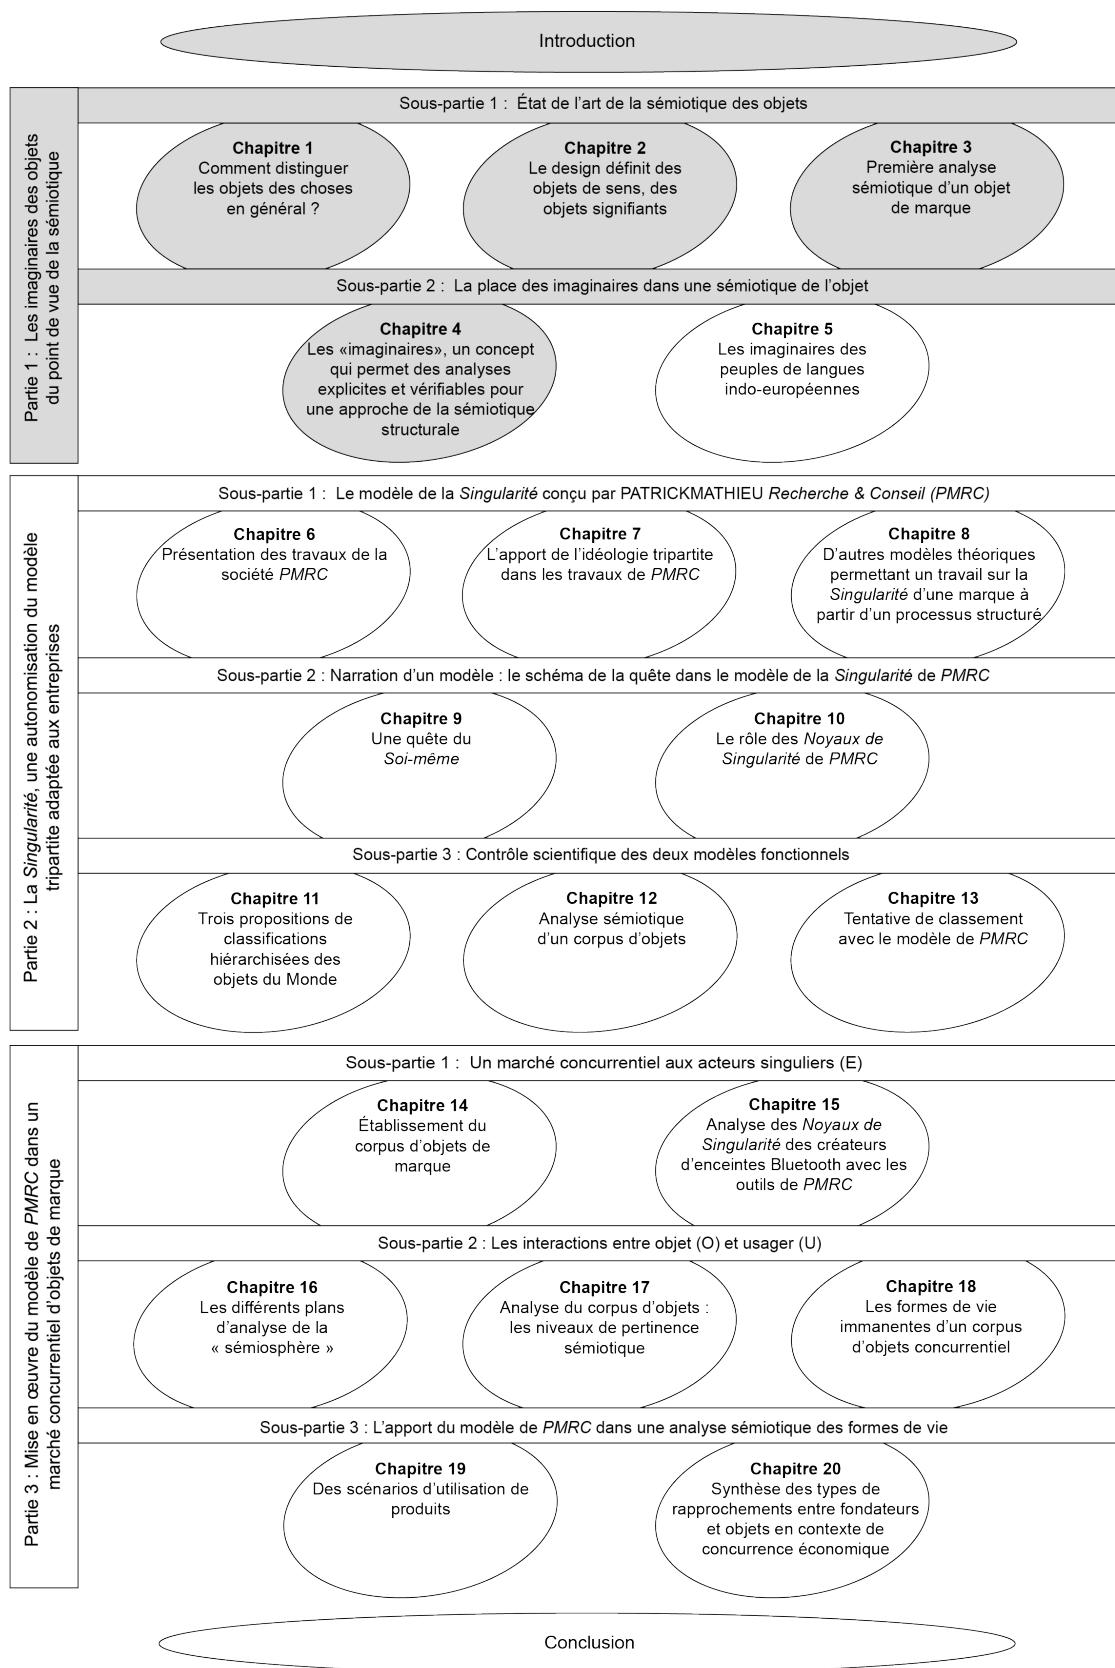 Introduction
Partie 1 : Les imaginaires des objets
du point de vue de la sémiotique
Sous-partie 1 : État de l'art de la sémiotique des objets
Chapitre 1
Comment distinguer
les objets des choses
en général ?
Chapitre 2
Le design définit des
objets de sens, des
objets signifiants
Chapitre 3
Première analyse
sémiotique d'un objet
de marque
Sous-partie 2 : La place des imaginaires dans une sémiotique de l'objet
Chapitre 4
Les «imaginaires», un concept
qui permet des analyses
explicites et vérifiables pour
une approche de la sémiotique
structurale
Chapitre 5
Les imaginaires des
peuples de langues
indo-européennes
Partie 2 : La Singularité, une autonomisation du modèle
tripartite adaptée aux entreprises
Sous-partie 1 : Le modèle de la Singularité conçu par PATRICKMATHIEU Recherche & Conseil (PMRC)
Chapitre 6
Présentation des travaux de la
société PMRC
Chapitre 7
L'apport de l'idéologie tripartite
dans les travaux de PMRC
Chapitre 8
D'autres modèles théoriques
permettant un travail sur la
Singularité d'une marque à
partir d'un processus structuré
Sous-partie 2 : Narration d'un modèle : le schéma de la quête dans le modèle de la Singularité de PMRC
Chapitre 9
Une quête du
Soi-même
Chapitre 10
Le rôle des Noyaux de
Singularité de PMRC
Sous-partie 3 : Contrôle scientifique des deux modèles fonctionnels
Chapitre 11
Trois propositions de
classifications
hiérarchisées des
objets du Monde
Chapitre 12
Analyse sémiotique
d'un corpus d'objets
Chapitre 13
Tentative de classement
avec le modèle de PMRC
Partie 3 : Mise en œuvre du modèle de PMRC dans un
marché concurrentiel d'objets de marque
Sous-partie 1 : Un marché concurrentiel aux acteurs singuliers (E)
Chapitre 14
Établissement du
corpus d'objets de
marque
Chapitre 15
Analyse des Noyaux de
Singularité des créateurs
d'enceintes Bluetooth avec les
outils de PMRC
Sous-partie 2 : Les interactions entre objet (O) et usager (U)
Chapitre 16
Les différents plans
d'analyse de la
« sémiosphère »
Chapitre 17
Analyse du corpus d'objets :
les niveaux de pertinence
sémiotique
Chapitre 18
Les formes de vie
immanentes d'un corpus
d'objets concurrentiel
Sous-partie 3 : L'apport du modèle de PMRC dans une analyse sémiotique des formes de vie
Chapitre 19
Des scénarios d'utilisation de
produits
Chapitre 20
Synthèse des types de
rapprochements entre fondateurs
et objets en contexte de
concurrence économique
Conclusion